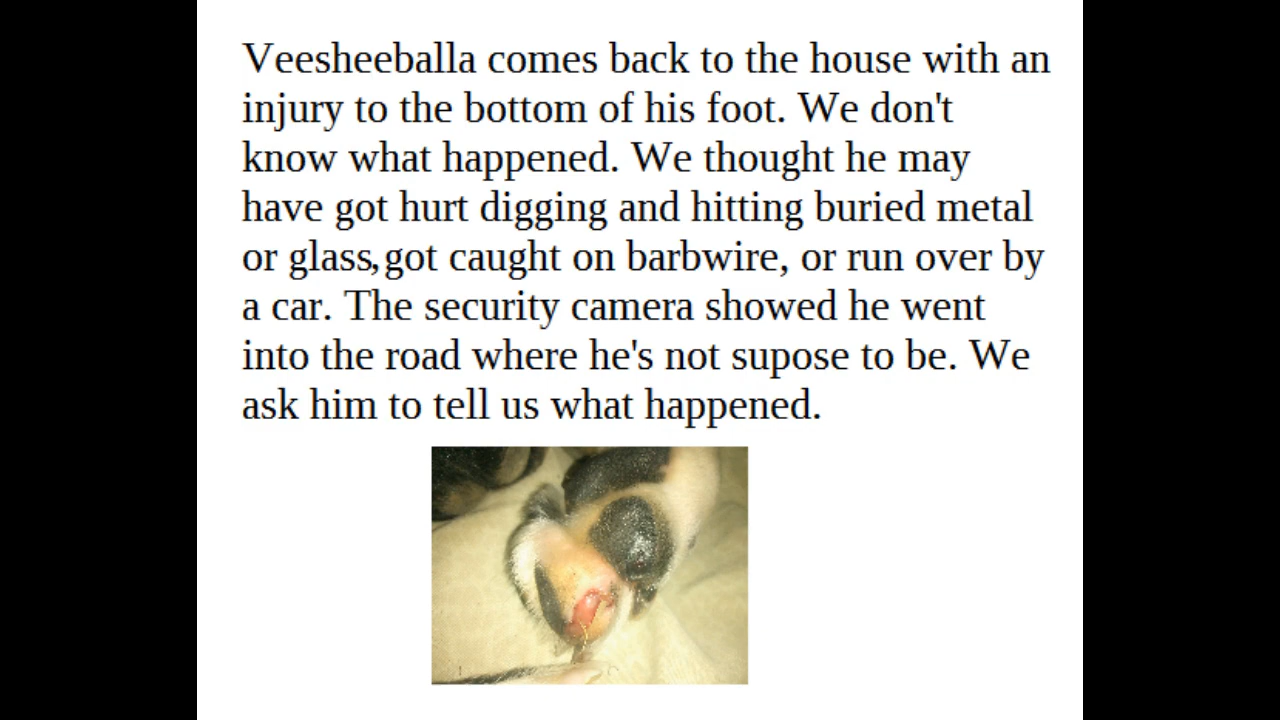 Veesheeballa comes back to the house with an
injury to the bottom of his foot. We don't
know what happened. We thought he may
have got hurt digging and hitting buried metal
or glass,got caught on barbwire, or run over by
a car. The security camera showed he went
into the road where he's not supose to be. We
ask him to tell us what happened.